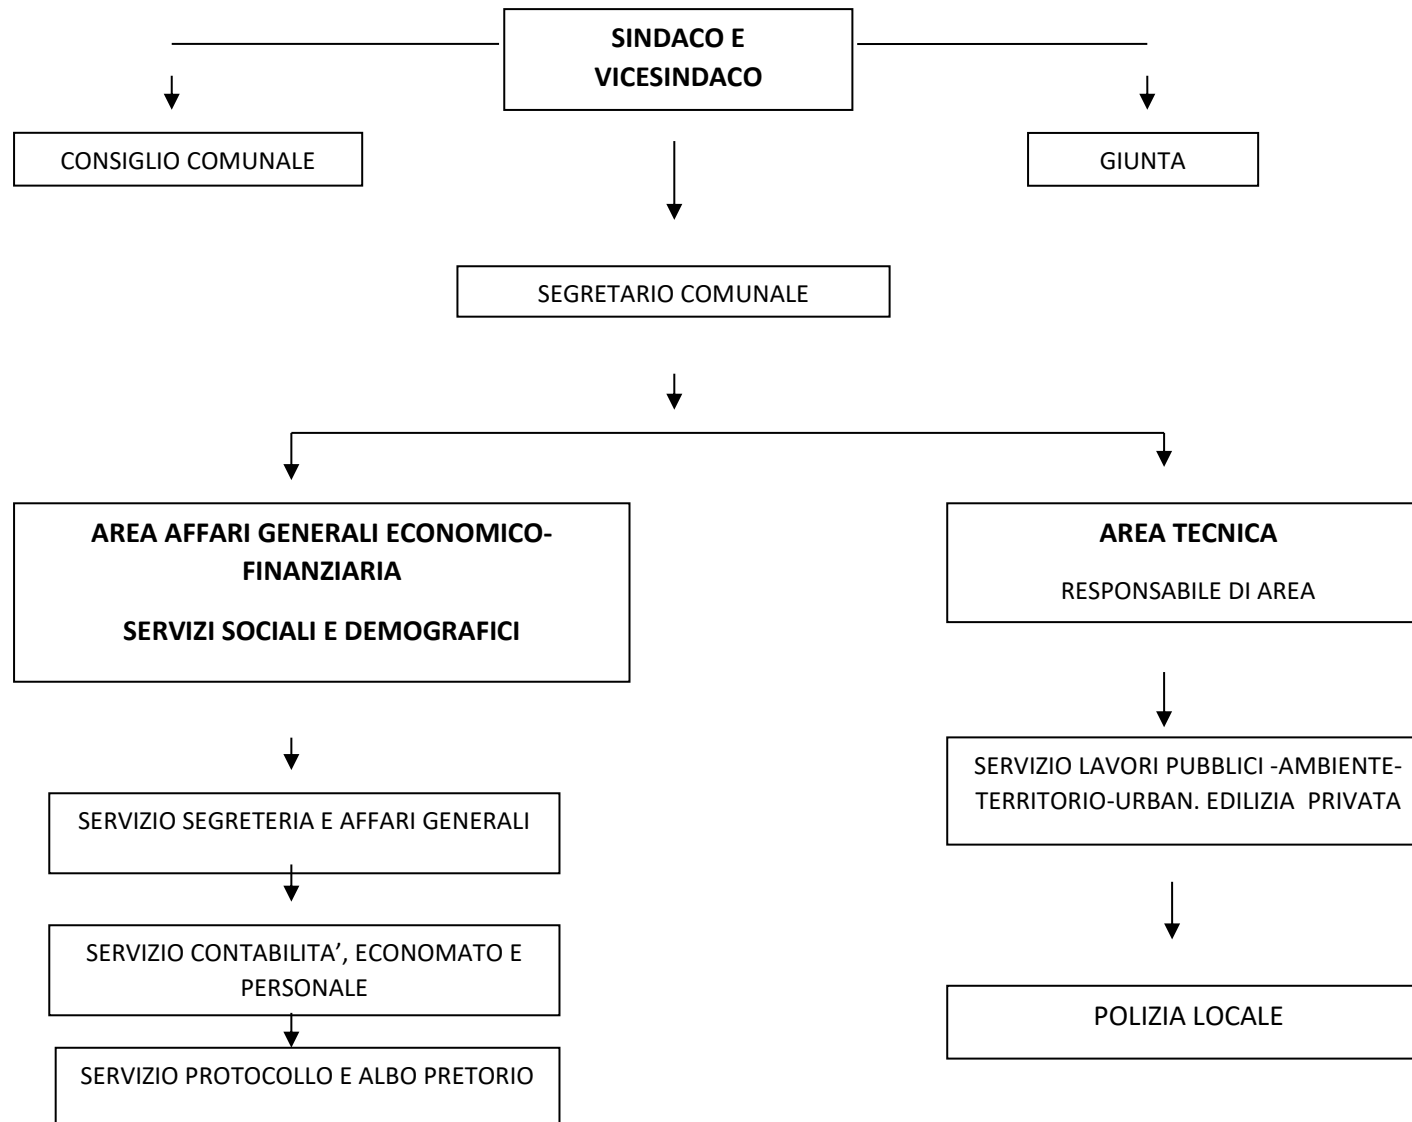 SINDACO E
VICESINDACO
CONSIGLIO COMUNALE
GIUNTA
SEGRETARIO COMUNALE
AREA AFFARI GENERALI ECONOMICO-
FINANZIARIA
SERVIZI SOCIALI E DEMOGRAFICI
AREA TECNICA
RESPONSABILE DI AREA
SERVIZIO SEGRETERIA E AFFARI GENERALI
SERVIZIO LAVORI PUBBLICI -AMBIENTE-
TERRITORIO-URBAN. EDILIZIA  PRIVATA
SERVIZIO CONTABILITA’, ECONOMATO E
PERSONALE
POLIZIA LOCALE
SERVIZIO PROTOCOLLO E ALBO PRETORIO